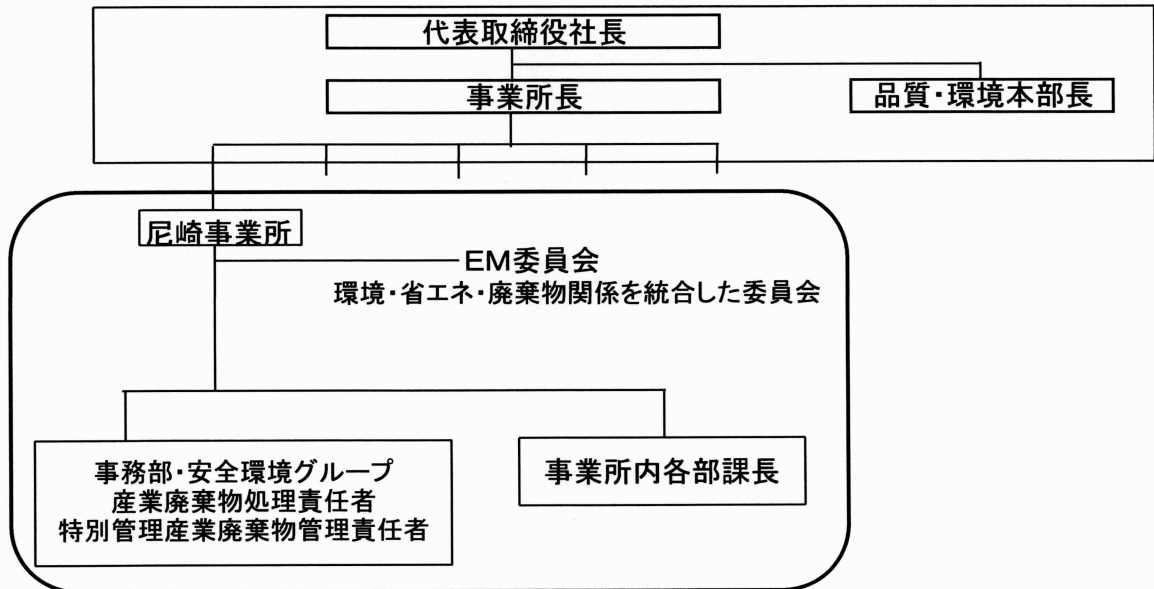 代表取締役社長
事業所長
品質・環境本部長
尼崎事業所
EM委員会
環境・省エネ・廃棄物関係を統合した委員会
事務部・安全環境グループ
産業廃棄物処理責任者
特別管理産業廃棄物管理責任者
事業所内各部課長